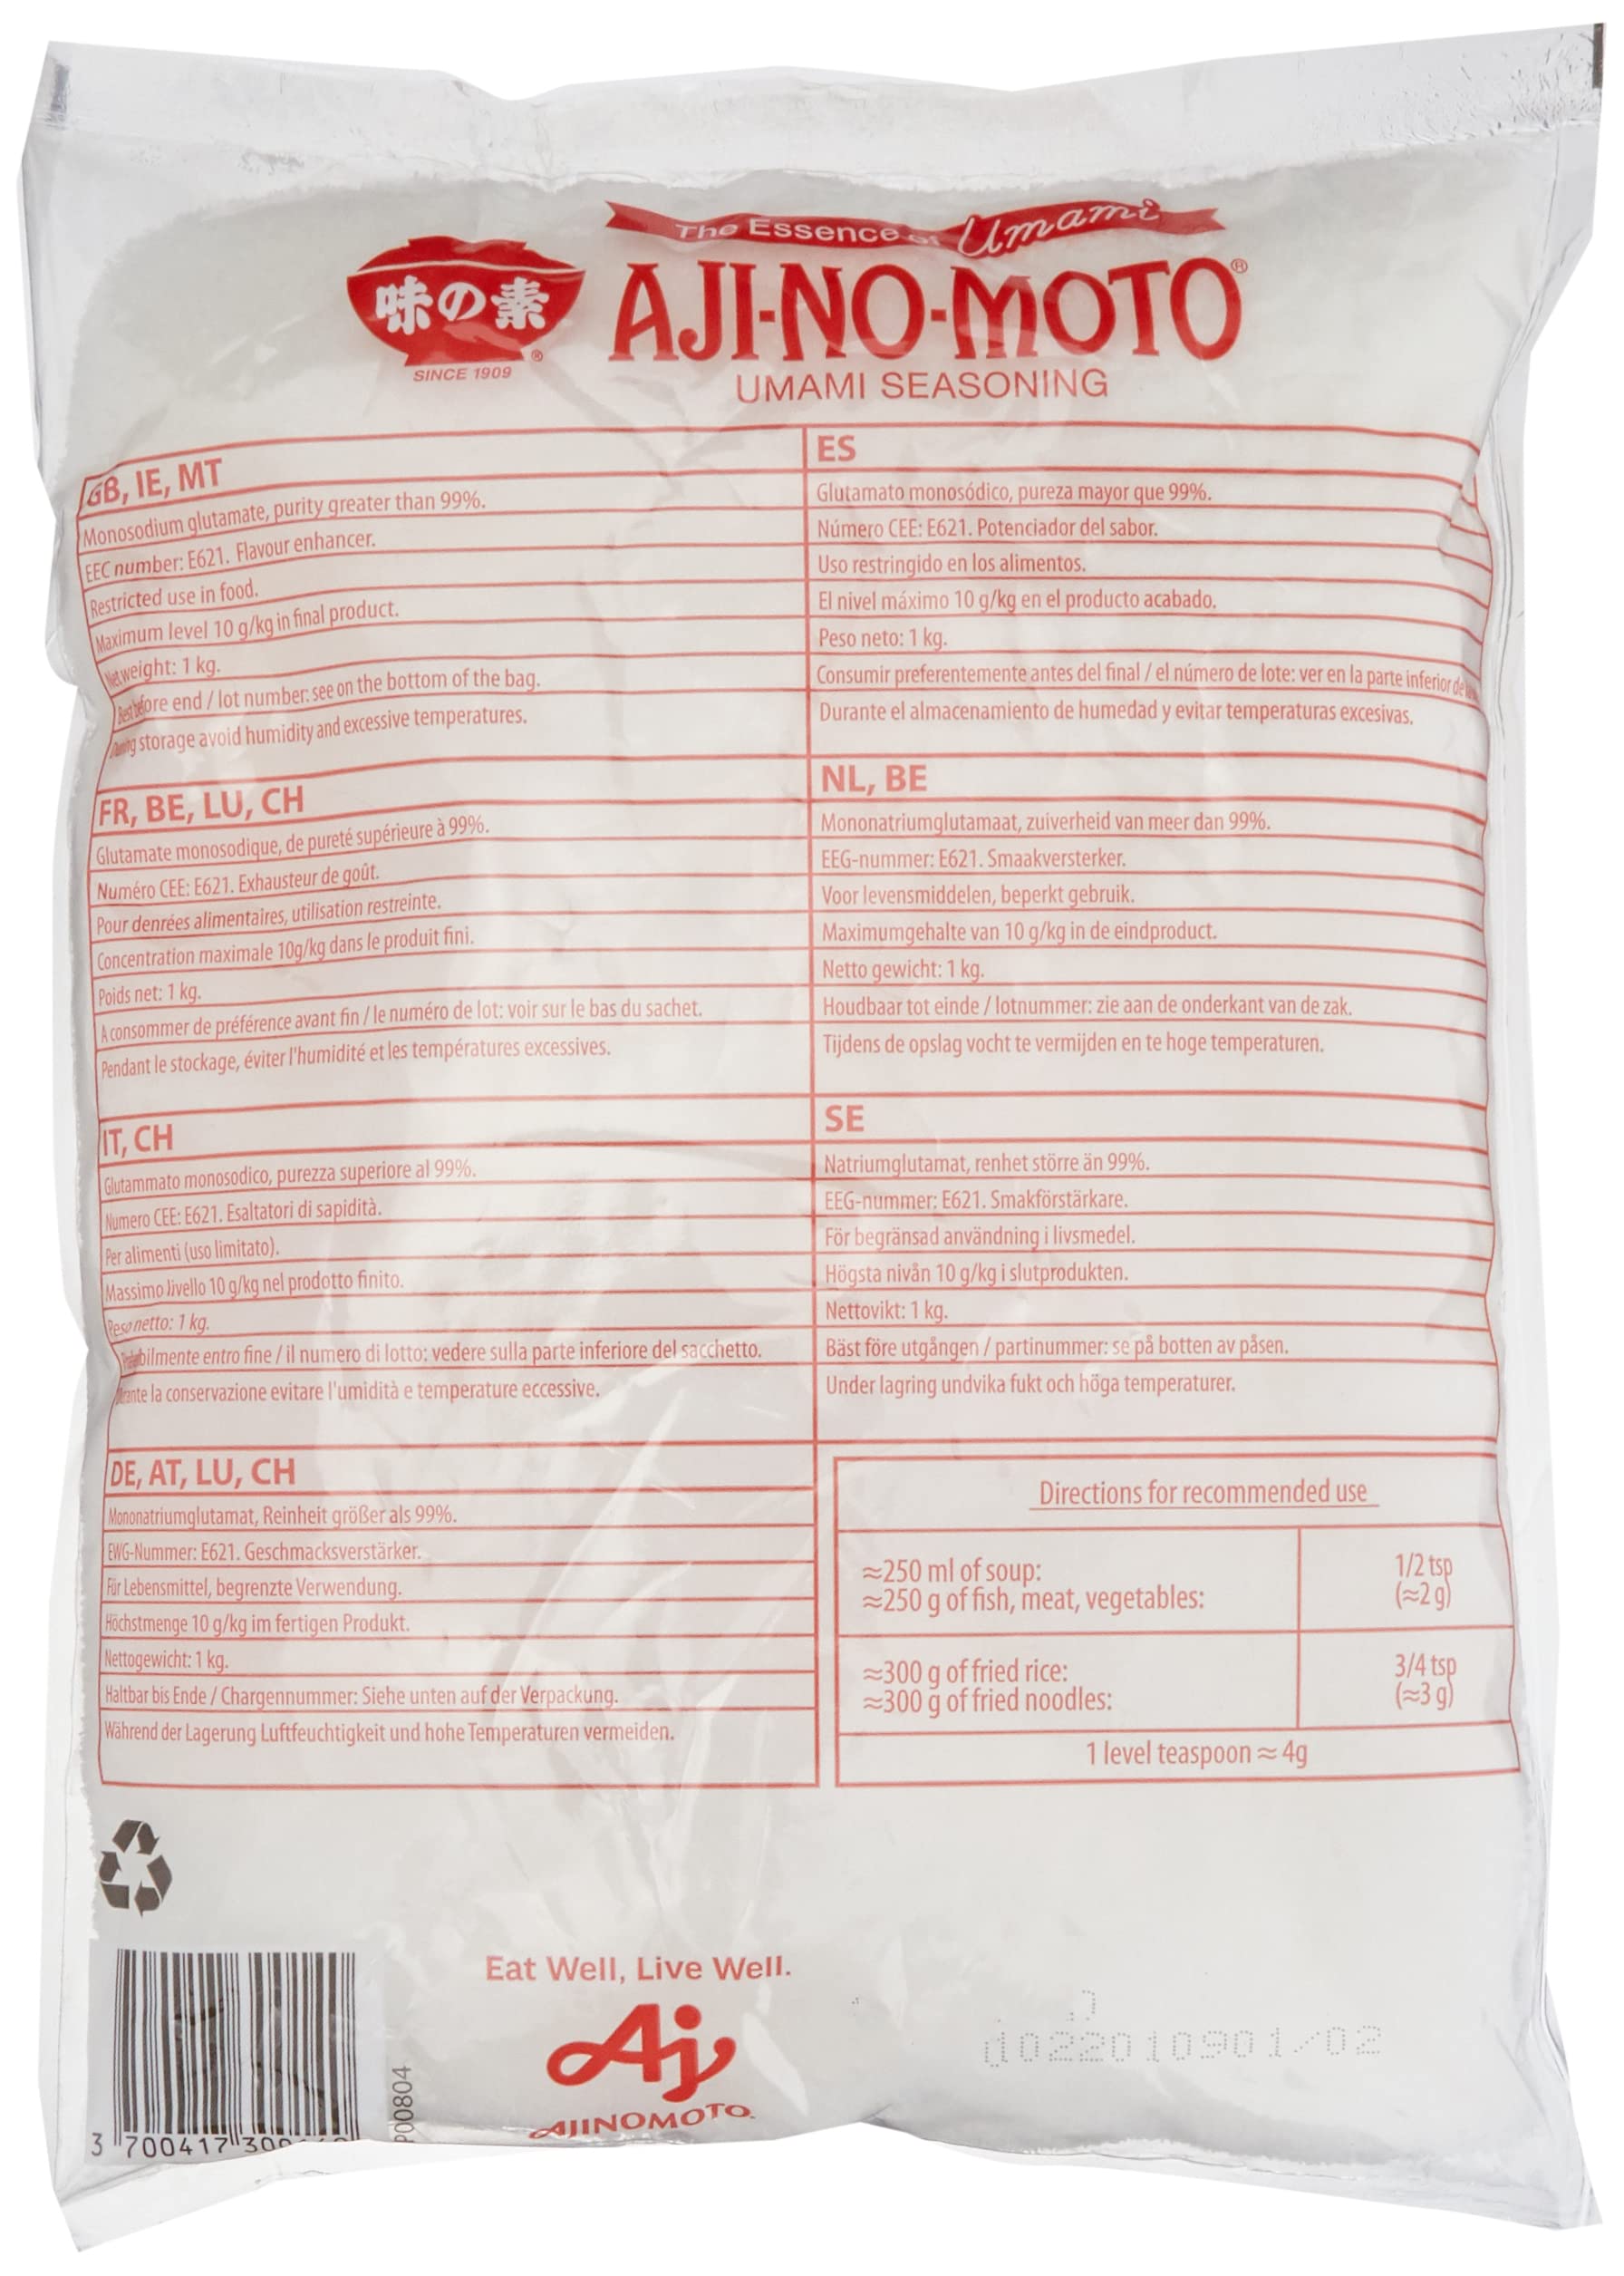 The Essence of Umami
味の素
®
SINCE 1909
AJI-NO-MOTO®
UMAMI SEASONING
GB, IE, MT
Monosodium glutamate, purity greater than 99%.
EEC number: E621. Flavour enhancer.
Restricted use in food.
Maximum level 10 g/kg in final product.
Net weight: 1 kg.
Best before end / lot number: see on the bottom of the bag.
During storage avoid humidity and excessive temperatures.
ES
Glutamato monosódico, pureza mayor que 99%.
Número CEE: E621. Potenciador del sabor.
Uso restringido en los alimentos.
El nivel máximo 10 g/kg en el producto acabado.
Peso neto: 1 kg.
Consumir preferentemente antes del final / el número de lote: ver en la parte inferior de
Durante el almacenamiento de humedad y evitar temperaturas excesivas.
FR, BE, LU, CH
Glutamate monosodique, de pureté supérieure à 99%.
Numéro CEE: E621. Exhausteur de goût.
Pour denrées alimentaires, utilisation restreinte.
Concentration maximale 10g/kg dans le produit fini.
Poids net: 1 kg.
A consommer de préférence avant fin / le numéro de lot: voir sur le bas du sachet.
Pendant le stockage, éviter l'humidité et les températures excessives.
NL, BE
Mononatriumglutamaat, zuiverheid van meer dan 99%.
EEG-nummer: E621. Smaakversterker.
Voor levensmiddelen, beperkt gebruik.
Maximumgehalte van 10 g/kg in de eindproduct.
Netto gewicht: 1 kg.
Houdbaar tot einde / lotnummer: zie aan de onderkant van de zak.
Tijdens de opslag vocht te vermijden en te hoge temperaturen.
IT, CH
Glutammato monosodico, purezza superiore al 99%.
Numero CEE: E621. Esaltatori di sapidità.
Per alimenti (uso limitato).
Massimo livello 10 g/kg nel prodotto finito.
Peso netto: 1 kg.
entro fine / il numero di lotto: vedere sulla parte inferiore del sacchetto.
Durante la conservazione evitare l'umidità e temperature eccessive.
SE
Natriumglutamat, renhet större än 99%.
EEG-nummer: E621. Smakförstärkare.
För begränsad användning i livsmedel.
Högsta nivån 10 g/kg i slutprodukten.
Nettovikt: 1 kg.
Bäst före utgången / partinummer: se på botten av påsen.
Under lagring undvika fukt och höga temperaturer.
DE, AT, LU, CH
Mononatriumglutamat, Reinheit größer als 99%.
EWG-Nummer: E621. Geschmacksverstärker.
Für Lebensmittel, begrenzte Verwendung.
Höchstmenge 10 g/kg im fertigen Produkt.
Nettogewicht: 1 kg.
Haltbar bis Ende / Chargennummer: Siehe unten auf der Verpackung.
Während der Lagerung Luftfeuchtigkeit und hohe Temperaturen vermeiden.
Directions for recommended use
≈250 ml of soup: 1/2 tsp
≈250 g of fish, meat, vegetables: (≈2 g)
≈300 g of fried rice: 3/4 tsp
≈300 g of fried noodles: (≈3 g)
1 level teaspoon ≈ 4g
Eat Well, Live Well.
Aj
AJINOMOTO.
P00804
3 700417